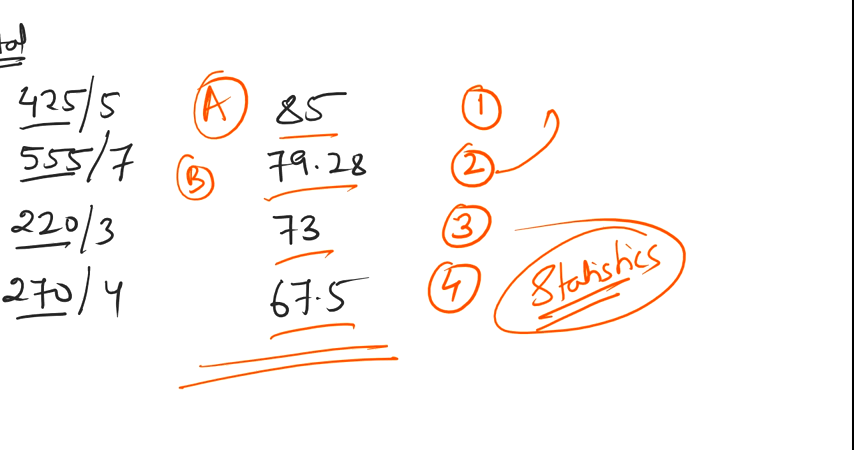 425/5 A 85 1
555/7 B 79.28 2
220/3 73 3
270/4 67.5 4
Statistics